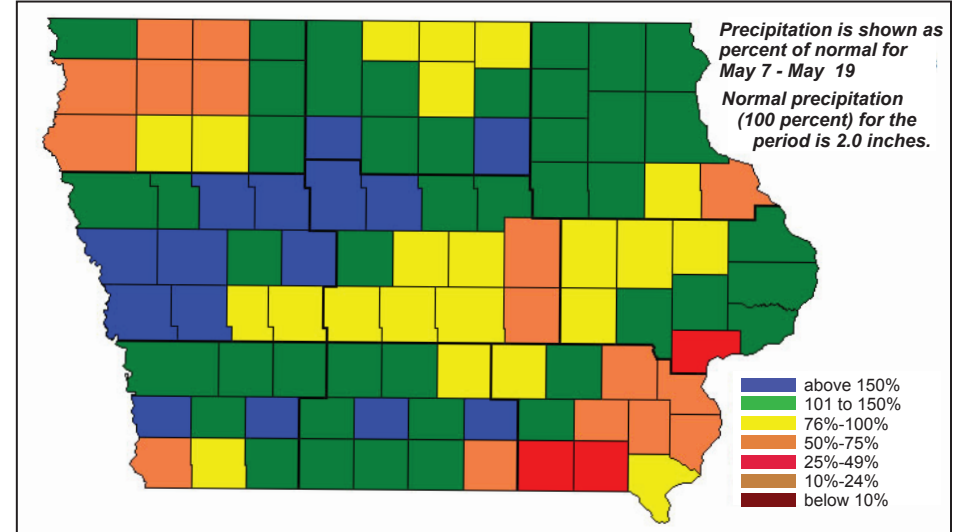 Precipitation is shown as
percent of normal for
May 7 - May 19
Normal precipitation
(100 percent) for the
period is 2.0 inches.
above 150%
101 to 150%
76%-100%
50%-75%
25%-49%
10%-24%
below 10%